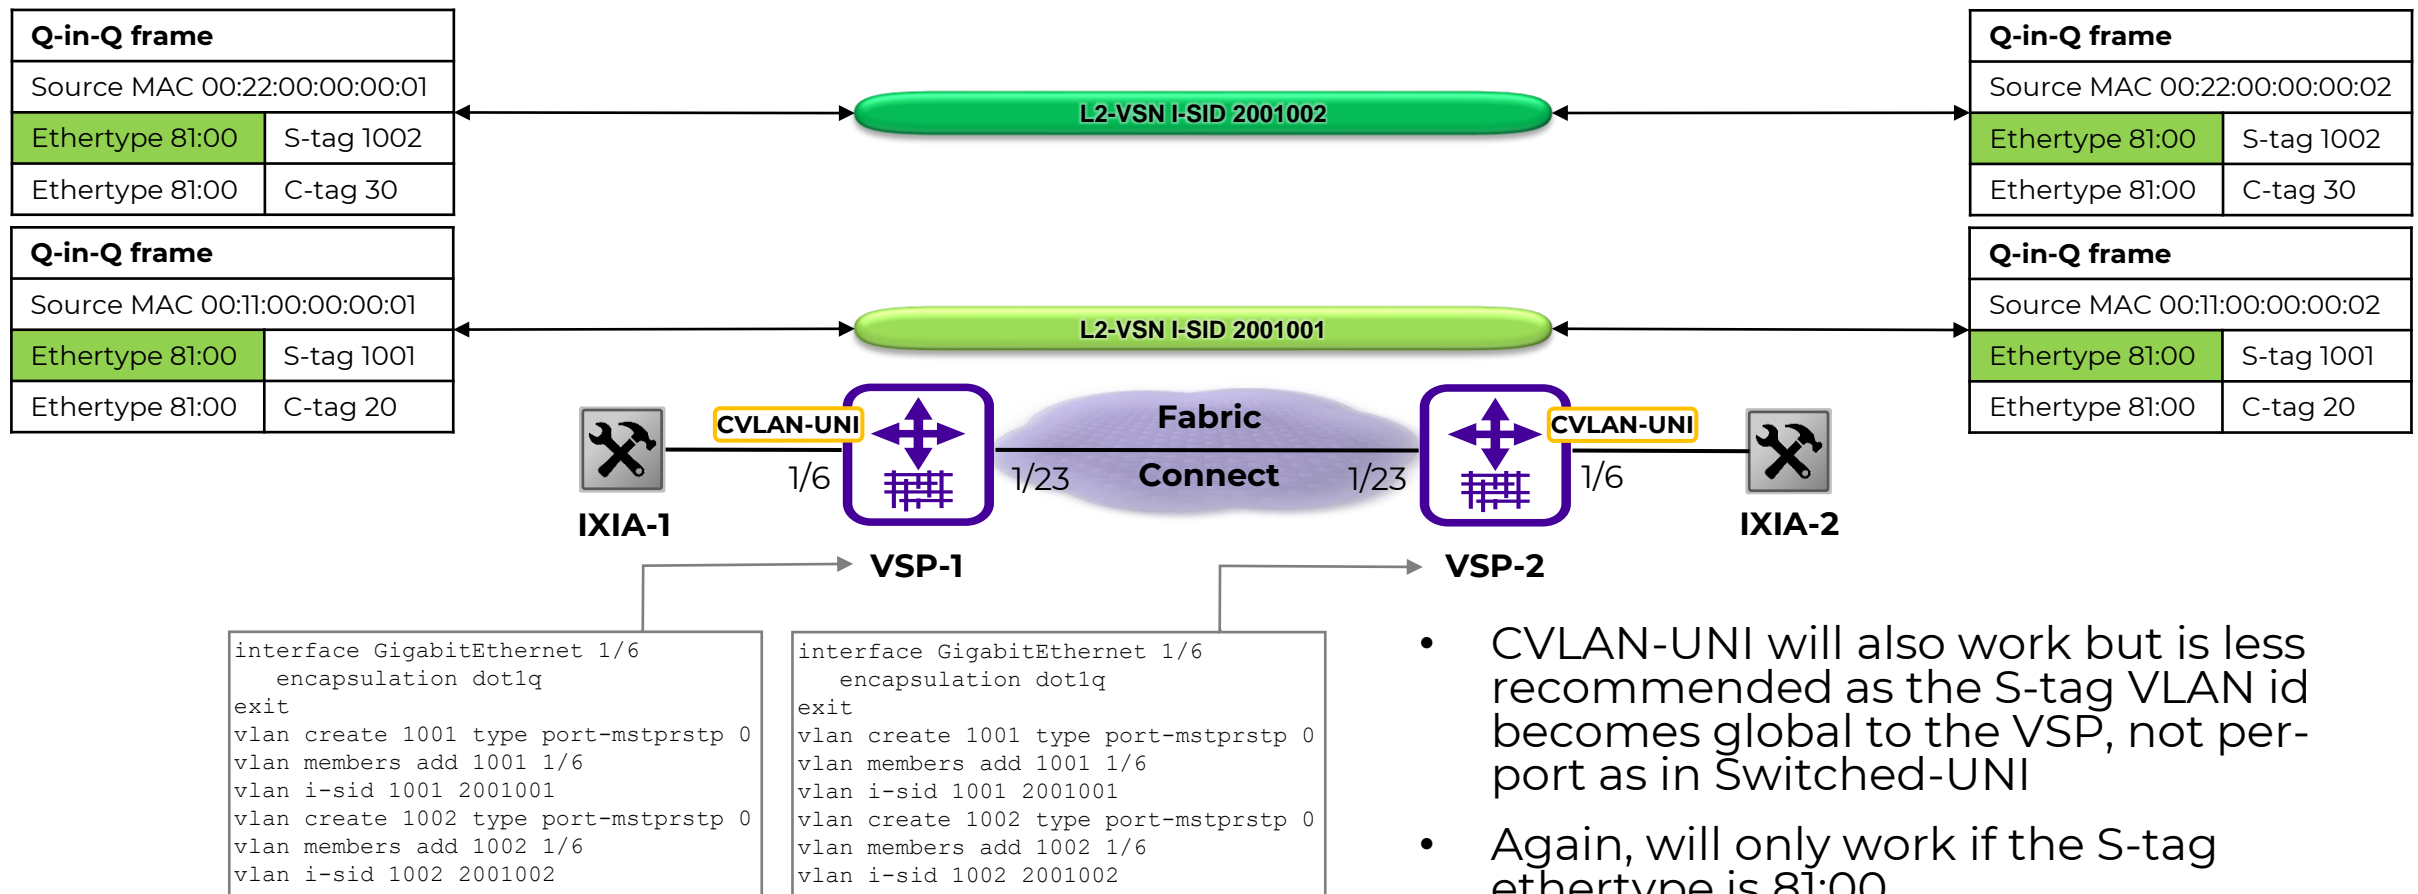 Q-in-Q frame
Source MAC 00:22:00:00:00:01
Ethertype 81:00 S-tag 1002
Ethertype 81:00 C-tag 30
L2-VSN I-SID 2001002
Q-in-Q frame
Source MAC 00:22:00:00:00:02
Ethertype 81:00 S-tag 1002
Ethertype 81:00 C-tag 30
Q-in-Q frame
Source MAC 00:11:00:00:00:01
Ethertype 81:00 S-tag 1001
Ethertype 81:00 C-tag 20
L2-VSN I-SID 2001001
Q-in-Q frame
Source MAC 00:11:00:00:00:02
Ethertype 81:00 S-tag 1001
Ethertype 81:00 C-tag 20
IXIA-1
CVLAN-UNI
1/6
VSP-1
1/23
Fabric
Connect
1/23
VSP-2
CVLAN-UNI
1/6
IXIA-2
interface GigabitEthernet 1/6
encapsulation dot1q
exit
vlan create 1001 type port-mstprstp 0
vlan members add 1001 1/6
vlan i-sid 1001 2001001
vlan create 1002 type port-mstprstp 0
vlan members add 1002 1/6
vlan i-sid 1002 2001002
interface GigabitEthernet 1/6
encapsulation dot1q
exit
vlan create 1001 type port-mstprstp 0
vlan members add 1001 1/6
vlan i-sid 1001 2001001
vlan create 1002 type port-mstprstp 0
vlan members add 1002 1/6
vlan i-sid 1002 2001002
• CVLAN-UNI will also work but is less
recommended as the S-tag VLAN id
becomes global to the VSP, not per-
port as in Switched-UNI
• Again, will only work if the S-tag
ethertype is 81:00